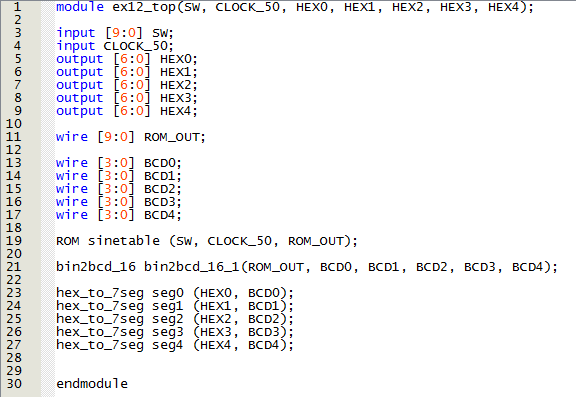 1 module ex12_top(SW, CLOCK_50, HEX0, HEX1, HEX2, HEX3, HEX4);
2
3 input [9:0] SW;
4 input CLOCK_50;
5 output [6:0] HEX0;
6 output [6:0] HEX1;
7 output [6:0] HEX2;
8 output [6:0] HEX3;
9 output [6:0] HEX4;
10
11 wire [9:0] ROM_OUT;
12
13 wire [3:0] BCD0;
14 wire [3:0] BCD1;
15 wire [3:0] BCD2;
16 wire [3:0] BCD3;
17 wire [3:0] BCD4;
18
19 ROM sinetable (SW, CLOCK_50, ROM_OUT);
20
21 bin2bcd_16 bin2bcd_16_1(ROM_OUT, BCD0, BCD1, BCD2, BCD3, BCD4);
22
23 hex_to_7seg seg0 (HEX0, BCD0);
24 hex_to_7seg seg1 (HEX1, BCD1);
25 hex_to_7seg seg2 (HEX2, BCD2);
26 hex_to_7seg seg3 (HEX3, BCD3);
27 hex_to_7seg seg4 (HEX4, BCD4);
28
29
30 endmodule